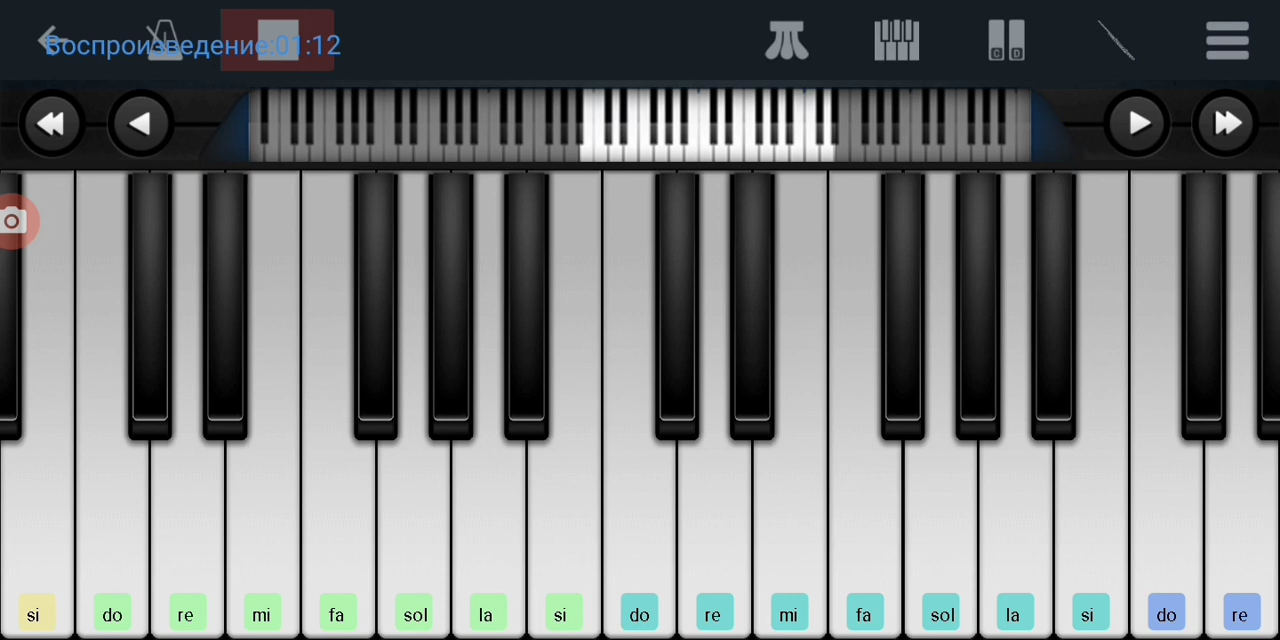 Воспроизведение:01:12
C D
si do re mi fa sol la si do re mi fa sol la si do re